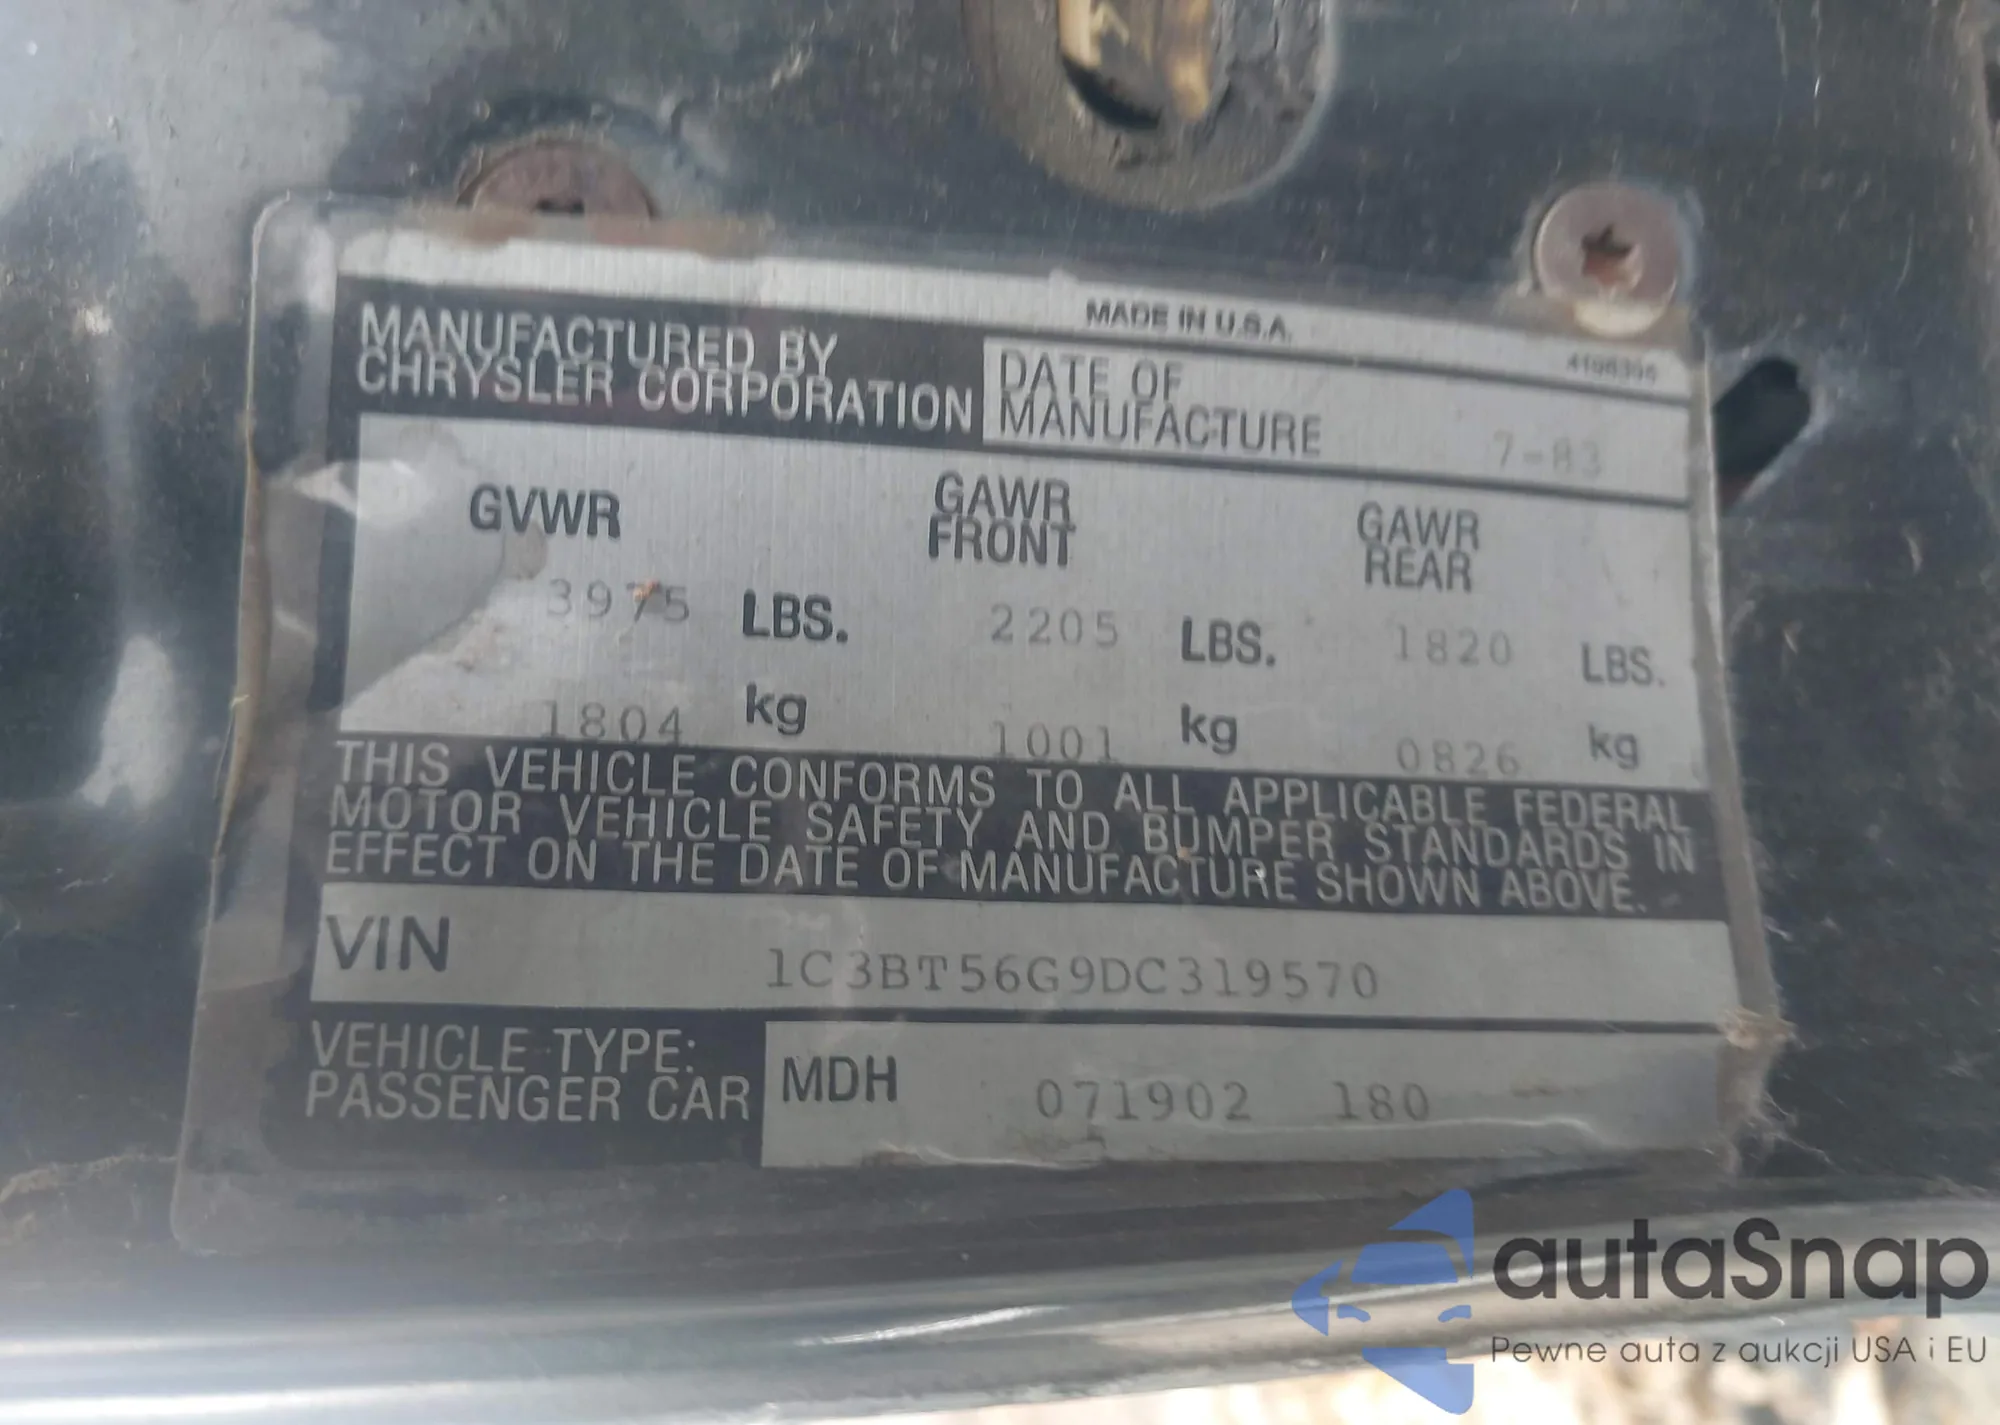 MADE IN U.S.A.
MANUFACTURED BY
CHRYSLER CORPORATION
DATE OF
MANUFACTURE 7-83
GVWR
GAWR
FRONT
GAWR
REAR
3975 LBS. 2205 LBS. 1820 LBS.
1804 kg 1001 kg 0826 kg
THIS VEHICLE CONFORMS TO ALL APPLICABLE FEDERAL
MOTOR VEHICLE SAFETY AND BUMPER STANDARDS IN
EFFECT ON THE DATE OF MANUFACTURE SHOWN ABOVE.
VIN 1C3BT56G9DC319570
VEHICLE TYPE:
PASSENGER CAR
MDH 071902 180
autaSnap
Pewne auta z aukcji USA i EU